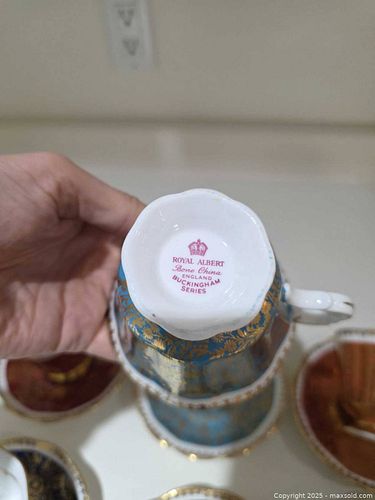 ROYAL ALBERT
Bone China
ENGLAND
BUCKINGHAM
SERIES
Copyright 2025 - maxsold.com